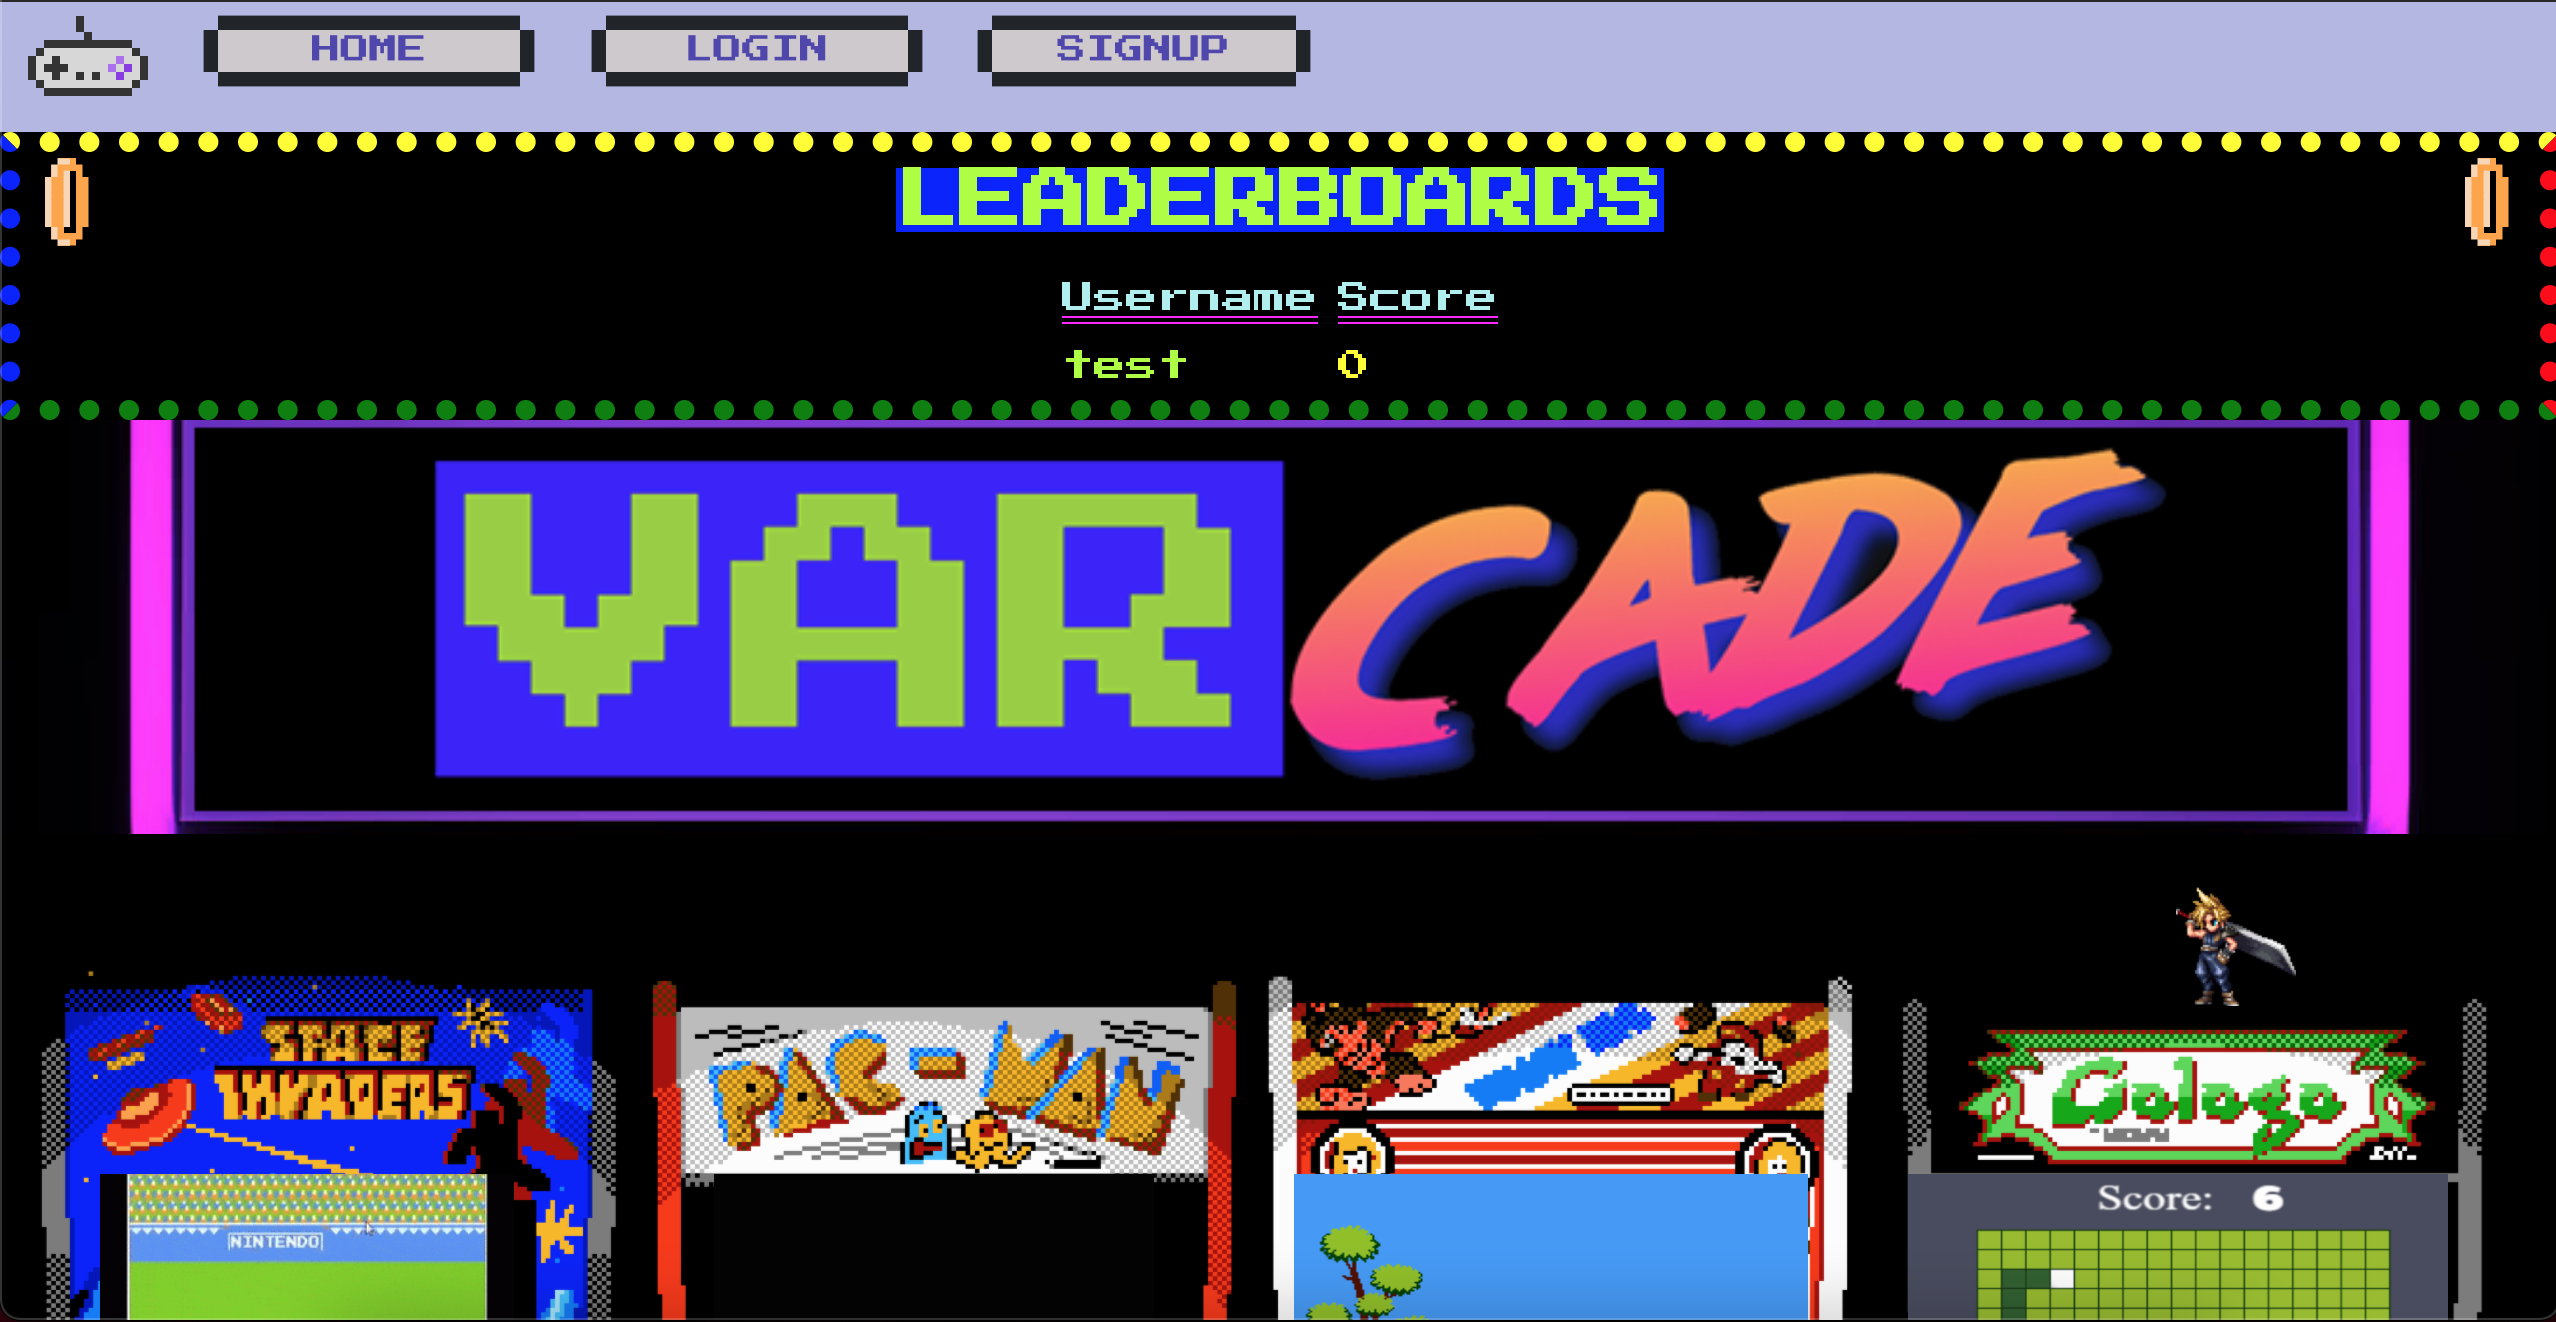 HOME LOGIN SIGNUP
LEADERBOARDS
Username Score
test 0
VAR CADE
SPACE
INVADERS
PAC-MAN
Galaga
Score: 6
NINTENDO